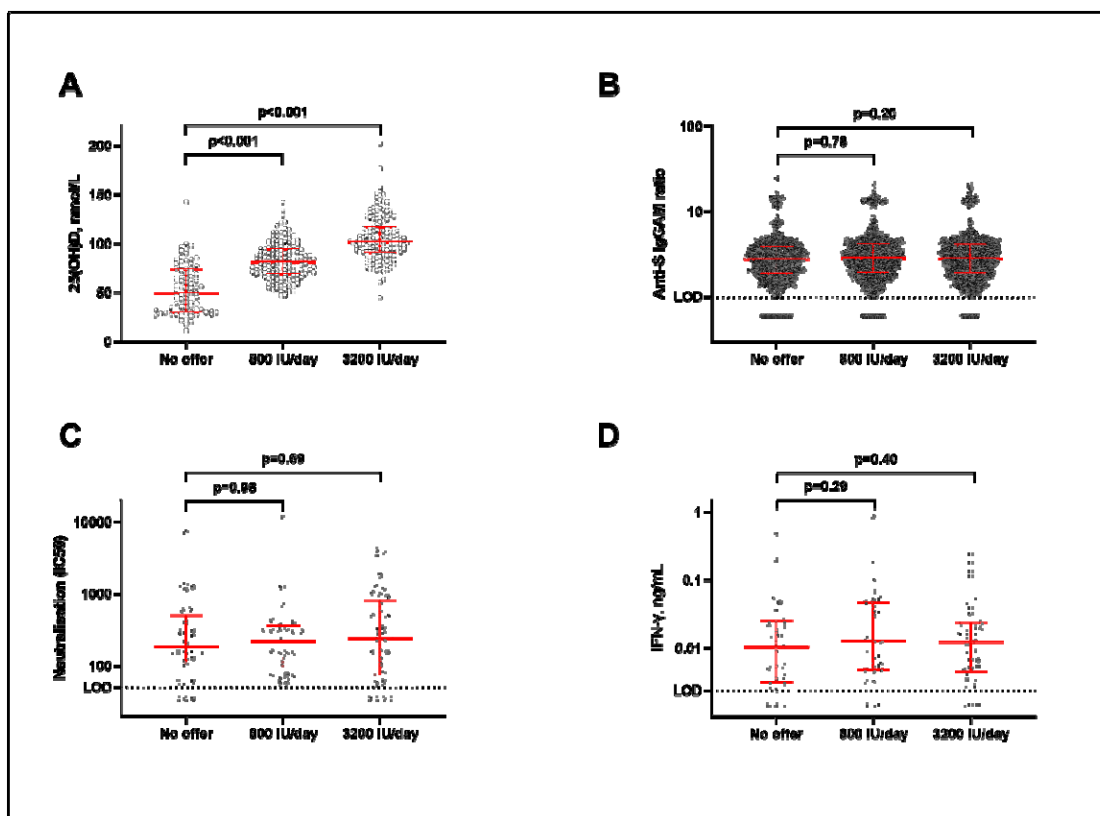 A
p<0.001
p<0.001
25(OH)D, nmol/L
200
150
100
50
0
No offer
800 IU/day
3200 IU/day
B
p=0.20
p=0.78
Anti-S IgGAM ratio
100
10
LOD
No offer
800 IU/day
3200 IU/day
C
p=0.69
Neutralisation (IC50)
10000
1000
100
LOD
No offer
800 IU/day
3200 IU/day
D
p=0.40
p=0.29
IFN-γ, ng/mL
1
0.1
0.01
LOD
No offer
800 IU/day
3200 IU/day